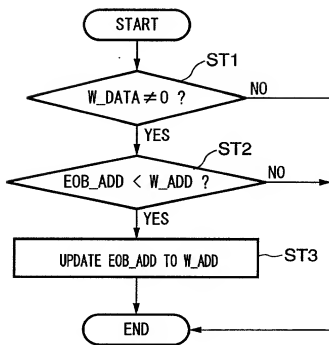 START
ST1
W_DATA≠0 ?
NO
YES
ST2
EOB_ADD < W_ADD ?
NO
YES
UPDATE EOB_ADD TO W_ADD
ST3
END